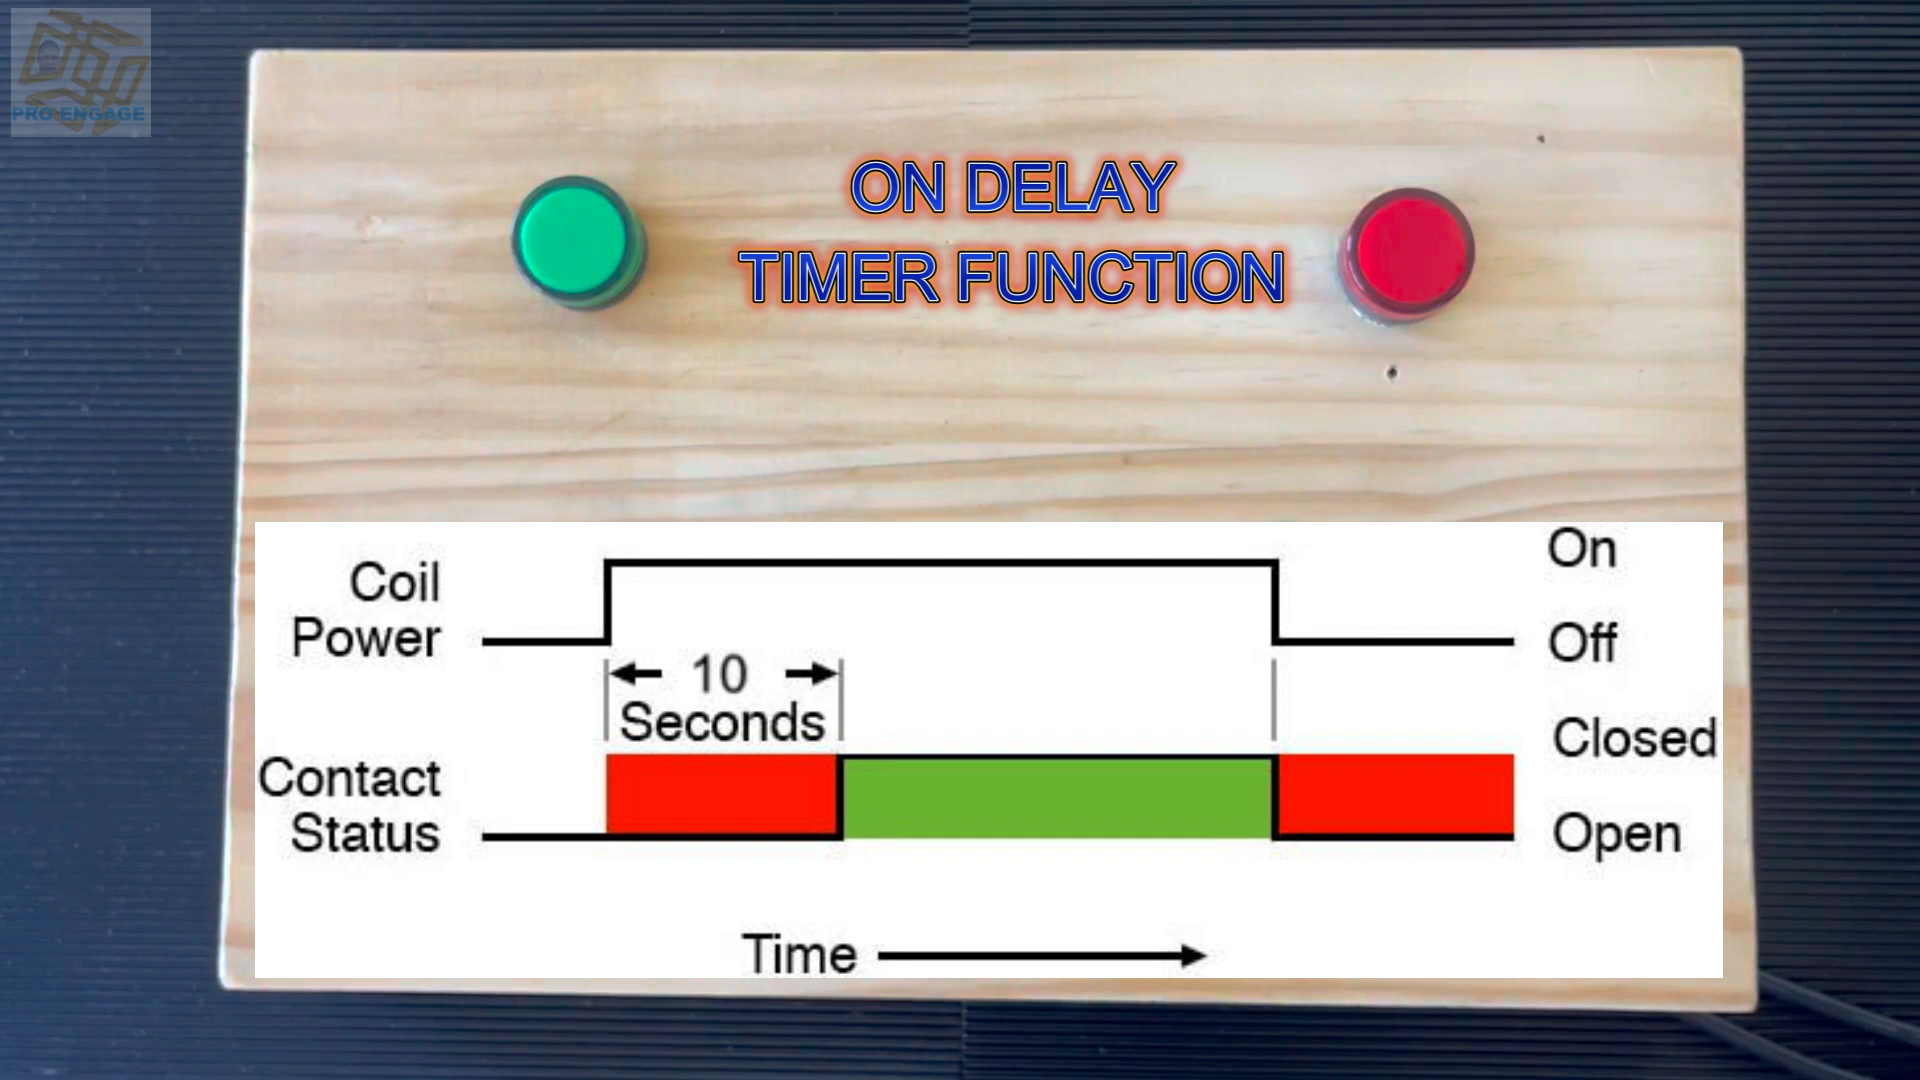 PRO ENGAGE
ON DELAY
TIMER FUNCTION
On
Coil
Power
Off
10
Seconds
Closed
Contact
Status
Open
Time